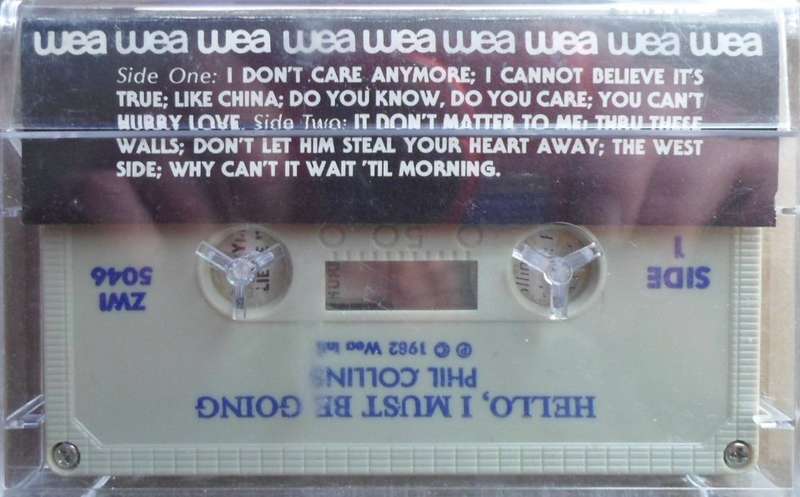 wea wea wea wea wea wea wea wea wea
Side One: I DON'T CARE ANYMORE; I CANNOT BELIEVE IT'S
TRUE; LIKE CHINA; DO YOU KNOW, DO YOU CARE; YOU CAN'T
HURRY LOVE. Side Two: IT DON'T MATTER TO ME; THRU THESE
WALLS; DON'T LET HIM STEAL YOUR HEART AWAY; THE WEST
SIDE; WHY CAN'T IT WAIT 'TIL MORNING.
0 50
SIDE
1
ZWI
5046
℗ © 1982 Wea
PHIL COLLINS
HELLO, I MUST BE GOING